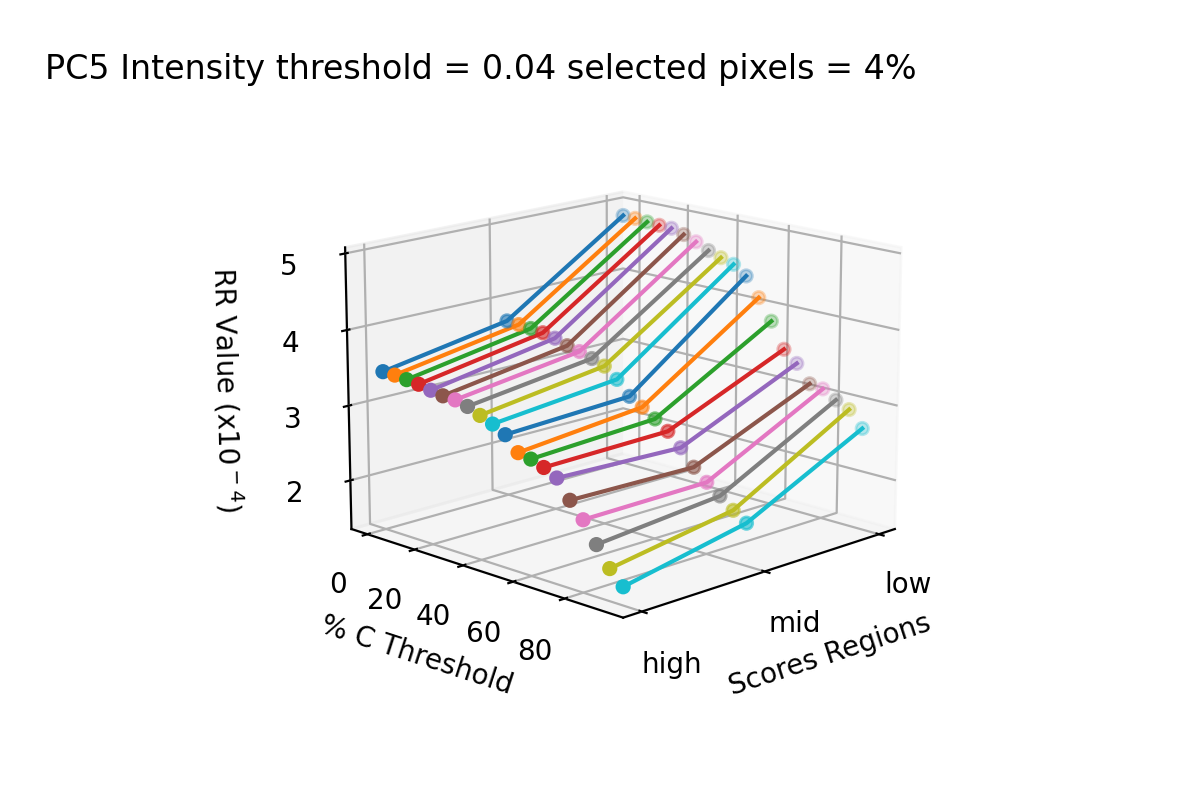 PC5 Intensity threshold = 0.04 selected pixels = 4%
5
4
3
2
RR Value (x10⁻⁴)
0
20
40
60
80
% C Threshold
high
mid
low
Scores Regions